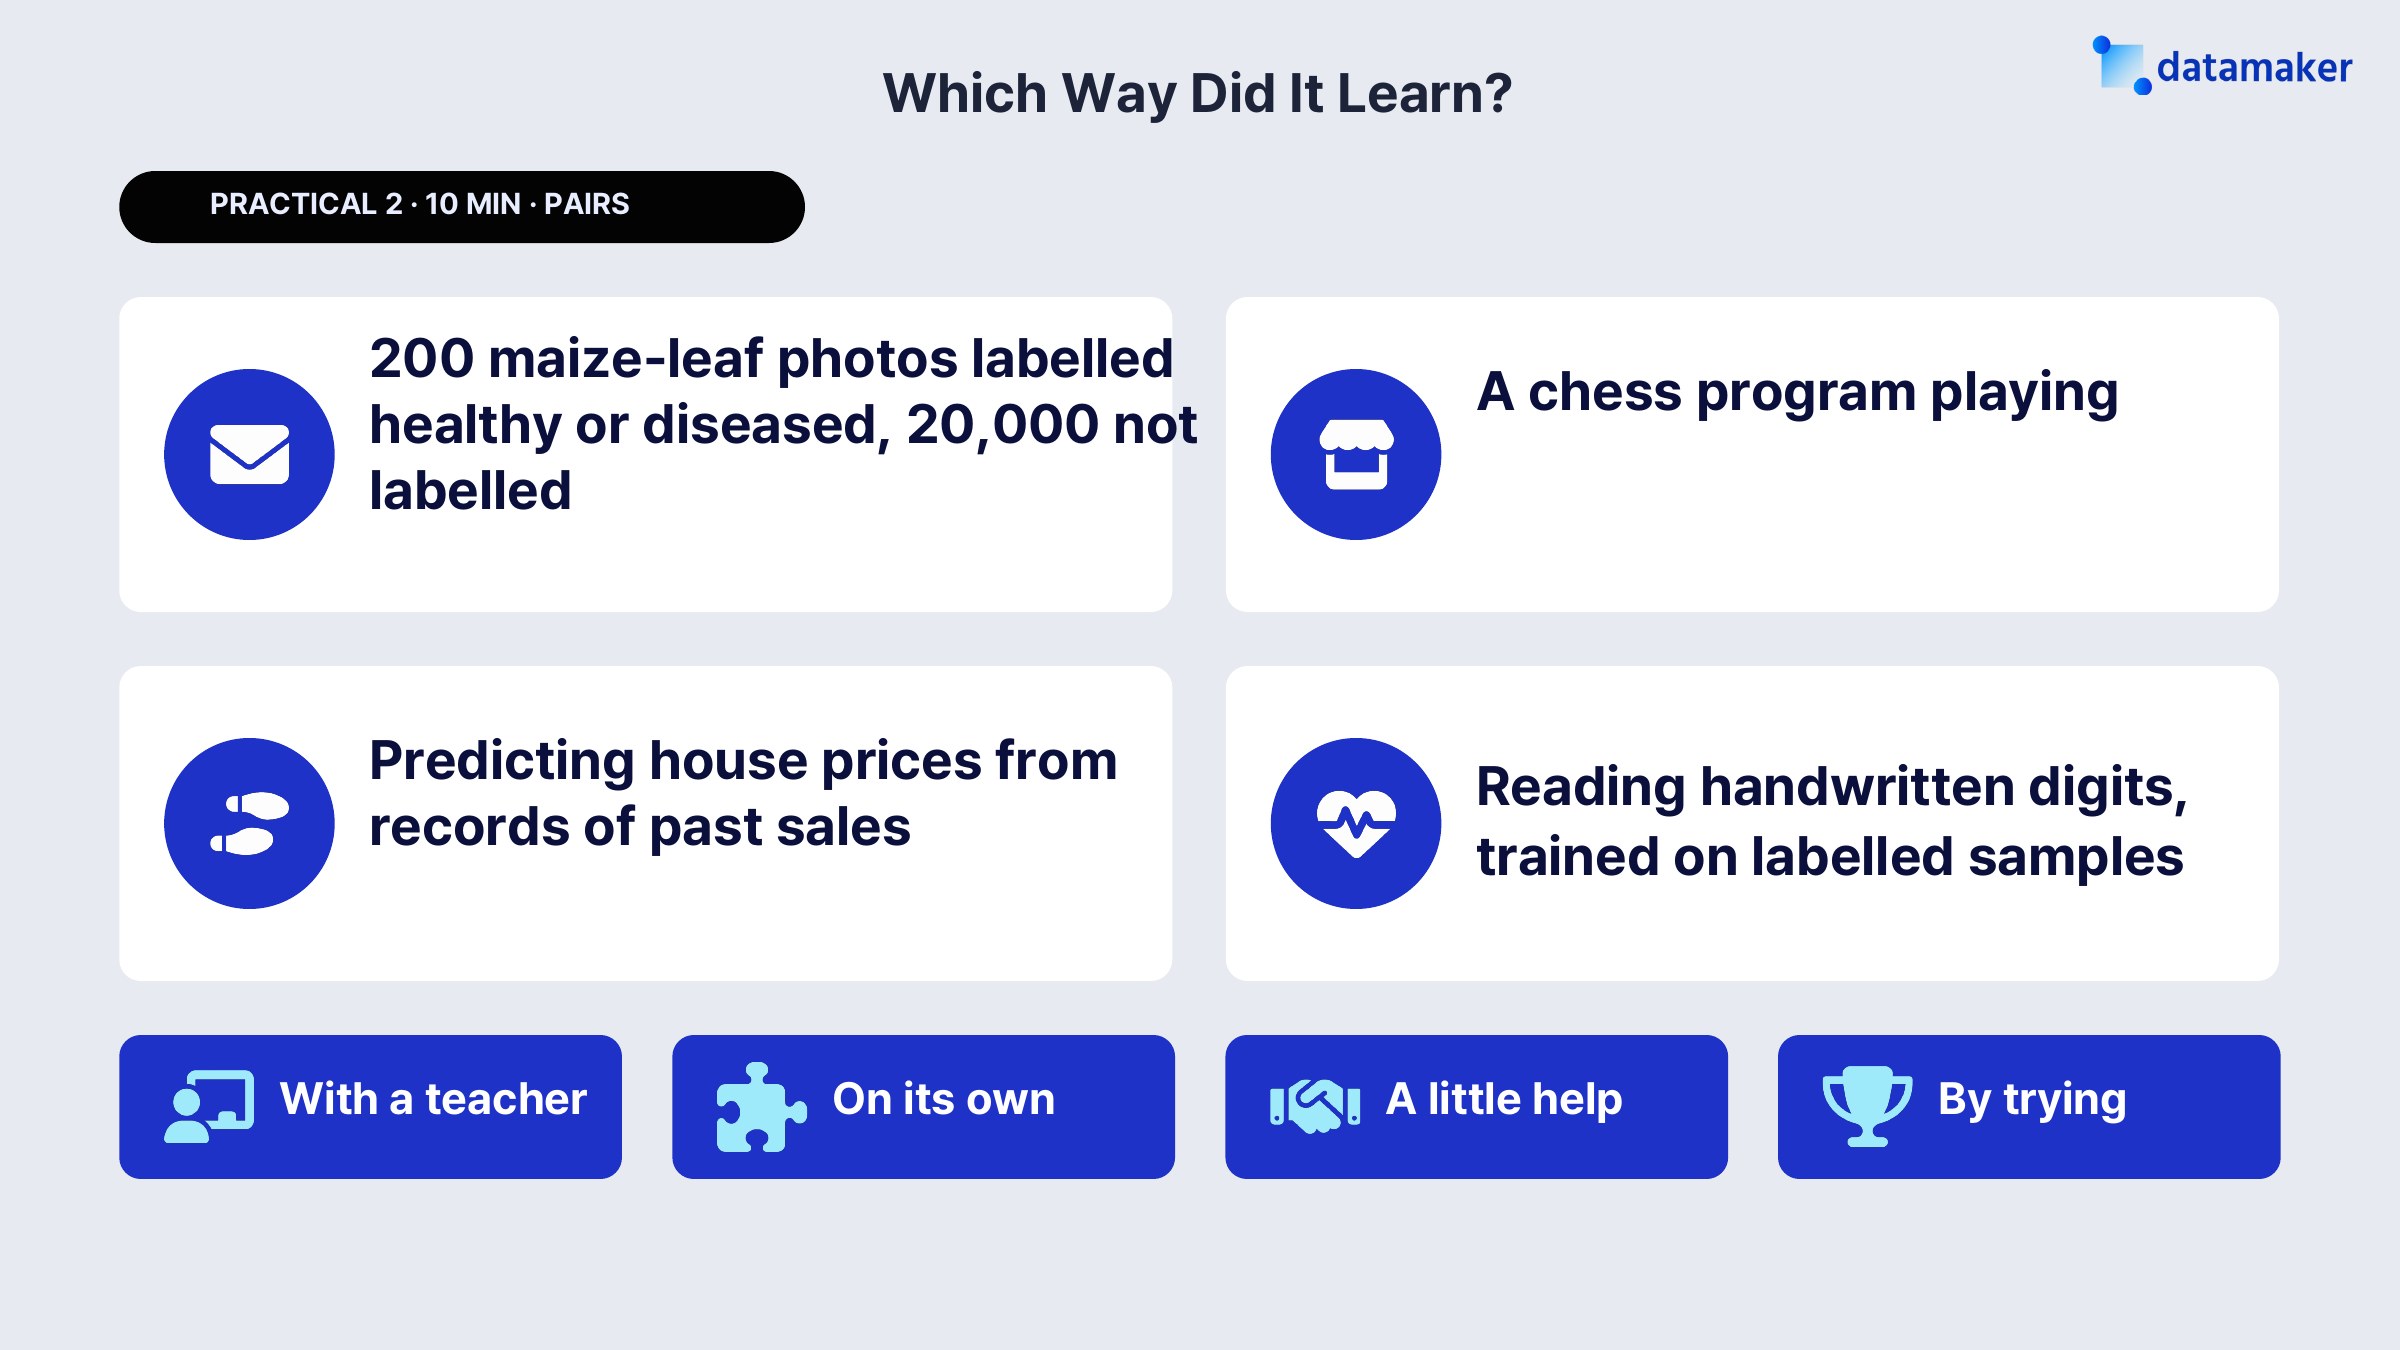 Which Way Did It Learn?
datamaker
PRACTICAL 2 · 10 MIN · PAIRS
200 maize-leaf photos labelled
healthy or diseased, 20,000 not
labelled
A chess program playing
Predicting house prices from
records of past sales
Reading handwritten digits,
trained on labelled samples
With a teacher
On its own
A little help
By trying